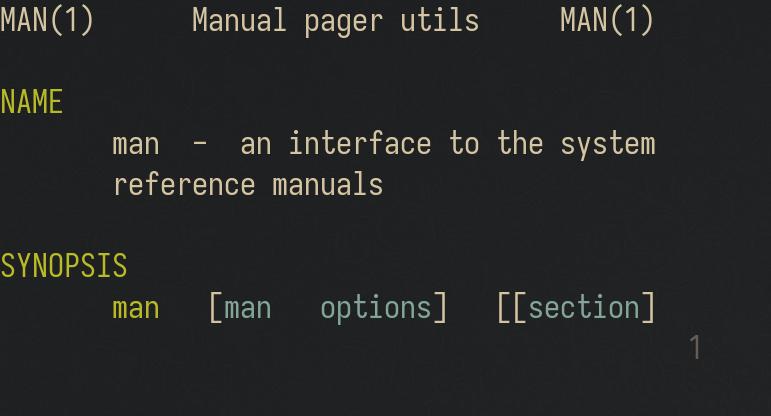 MAN(1)      Manual pager utils     MAN(1)
NAME
man  -  an interface to the system
reference manuals
SYNOPSIS
man   [man   options]   [[section]
1